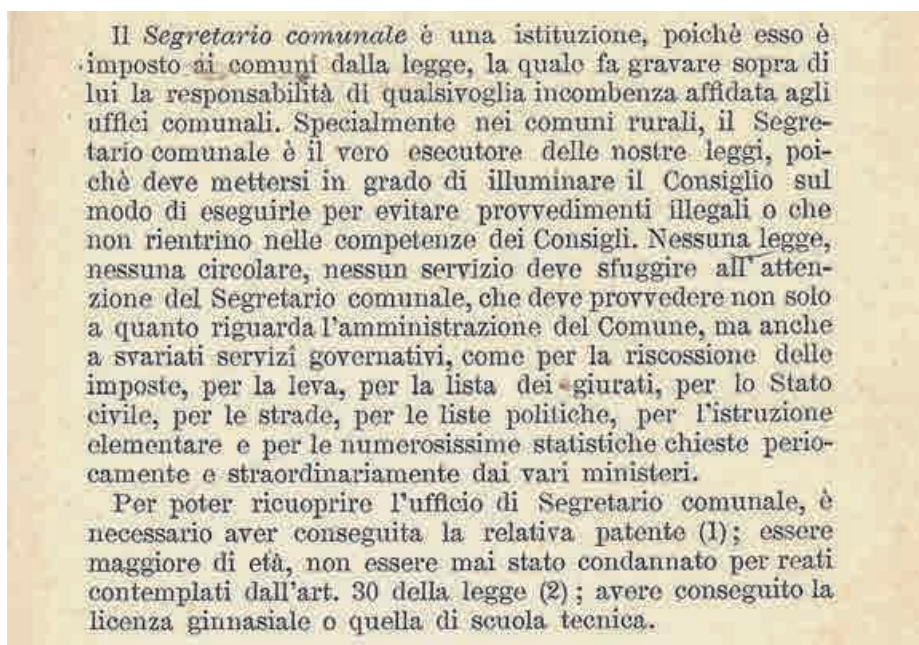 Il Segretario comunale è una istituzione, poichè esso è
imposto ai comuni dalla legge, la quale fa gravare sopra di
lui la responsabilità di qualsivoglia incombenza affidata agli
uffici comunali. Specialmente nei comuni rurali, il Segre-
tario comunale è il vero esecutore delle nostre leggi, poi-
chè deve mettersi in grado di illuminare il Consiglio sul
modo di eseguirle per evitare provvedimenti illegali o che
non rientrino nelle competenze dei Consigli. Nessuna legge,
nessuna circolare, nessun servizio deve sfuggire all'atten-
zione del Segretario comunale, che deve provvedere non solo
a quanto riguarda l'amministrazione del Comune, ma anche
a svariati servizi governativi, come per la riscossione delle
imposte, per la leva, per la lista dei giurati, per lo Stato
civile, per le strade, per le liste politiche, per l'istruzione
elementare e per le numerosissime statistiche chieste perio-
camente e straordinariamente dai vari ministeri.
Per poter ricuoprire l'ufficio di Segretario comunale, è
necessario aver conseguita la relativa patente (1); essere
maggiore di età, non essere mai stato condannato per reati
contemplati dall'art. 30 della legge (2); avere conseguito la
licenza ginnasiale o quella di scuola tecnica.